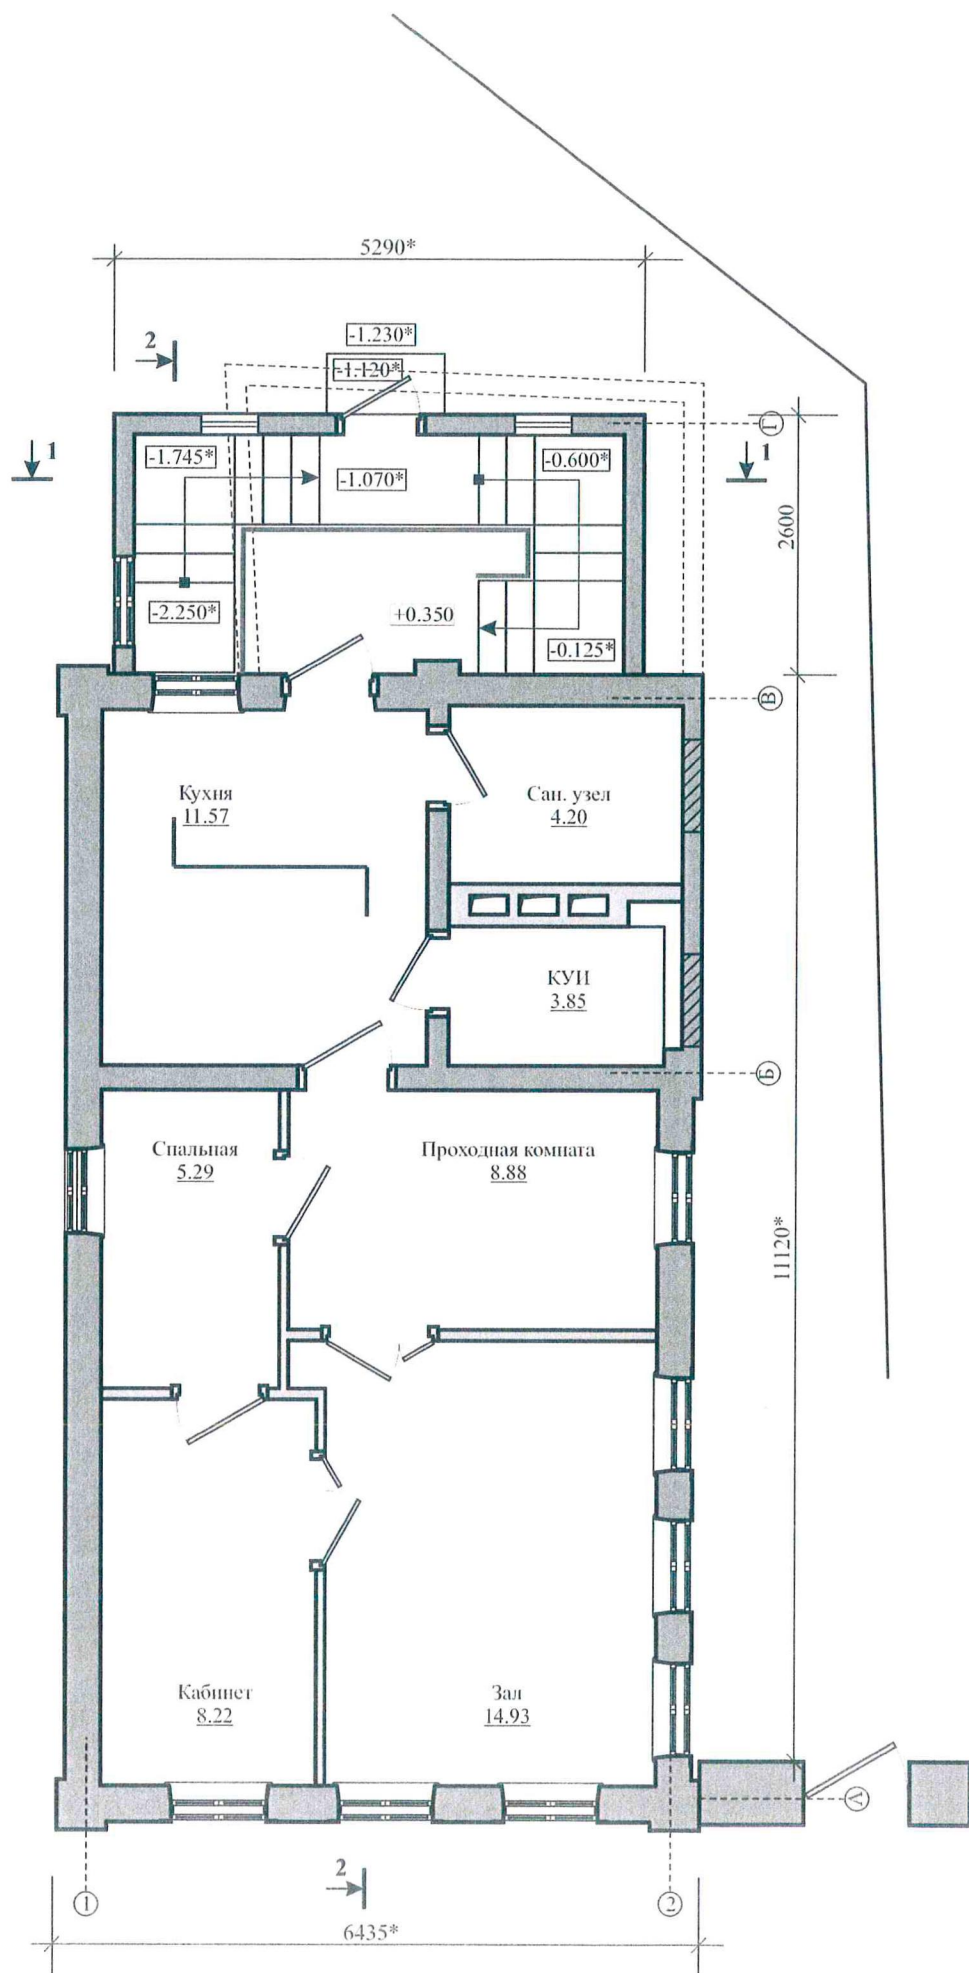 5290*
-1.230*
2
-1.120*
Г
1
-1.745*
-0.600*
1
-1.070*
2600
-2.250*
+0.350
-0.125*
В
Кухня
11.57
Сан. узел
4.20
КУИ
3.85
Б
Спальная
5.29
Проходная комната
8.88
11120*
Кабинет
8.22
Зал
14.93
А
2
1
2
6435*